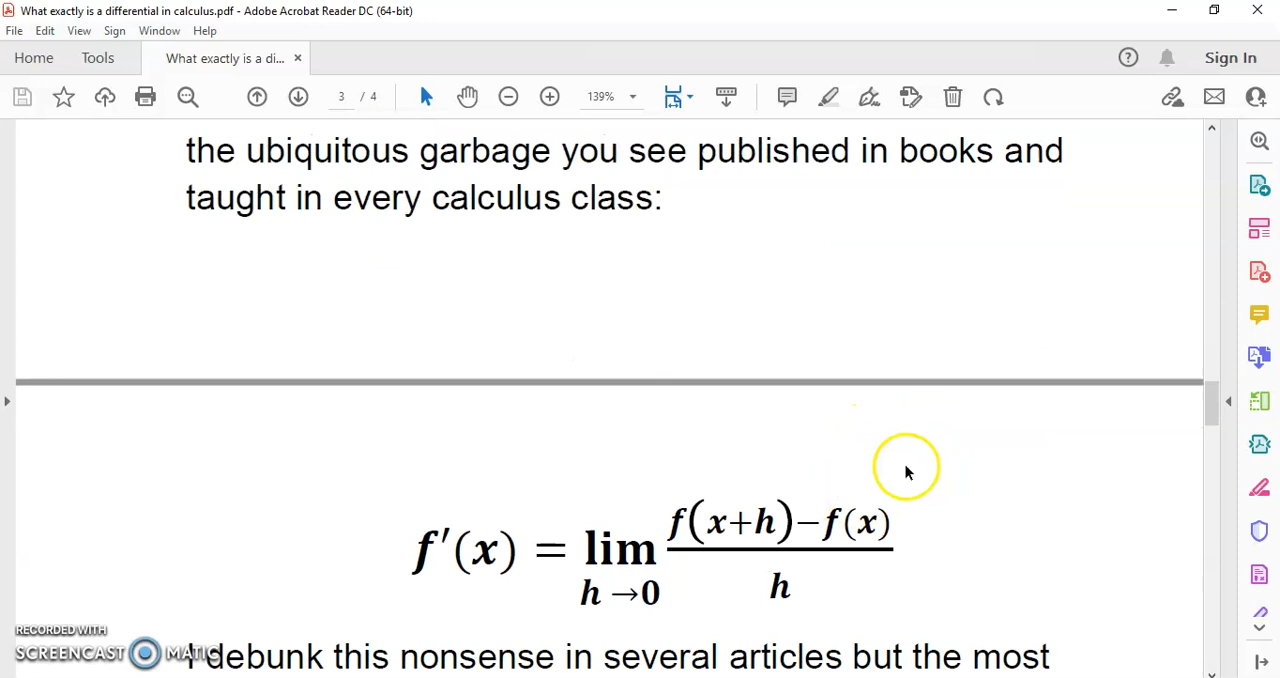 What exactly is a differential in calculus.pdf - Adobe Acrobat Reader DC (64-bit)
File Edit View Sign Window Help
Home Tools What exactly is a di... × Sign In
3 / 4 139%
the ubiquitous garbage you see published in books and
taught in every calculus class:
f'(x) = lim h→0 f(x+h)−f(x) / h
RECORDED WITH
SCREENCAST MATIC
I debunk this nonsense in several articles but the most